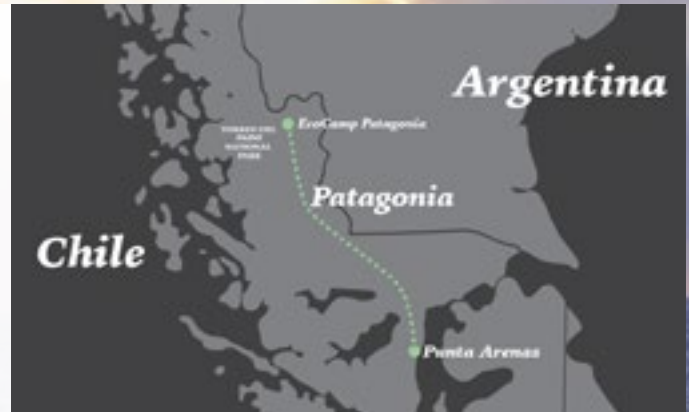 Argentina
EcoCamp Patagonia
TORRES DEL
PAINE
NATIONAL
PARK
Patagonia
Chile
Punta Arenas